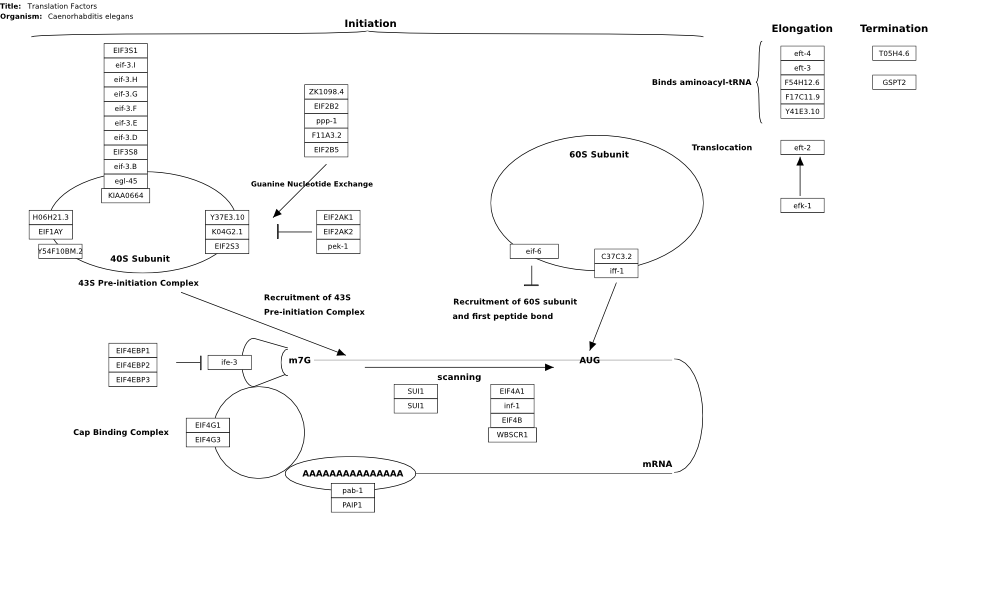 Title: Translation Factors
Organism: Caenorhabditis elegans
Initiation
Elongation
Termination
EIF3S1
eif-3.I
eif-3.H
eif-3.G
eif-3.F
eif-3.E
eif-3.D
EIF3S8
eif-3.B
egl-45
KIAA0664
ZK1098.4
EIF2B2
ppp-1
F11A3.2
EIF2B5
Guanine Nucleotide Exchange
H06H21.3
EIF1AY
Y54F10BM.2
Y37E3.10
K04G2.1
EIF2S3
EIF2AK1
EIF2AK2
pek-1
40S Subunit
43S Pre-initiation Complex
60S Subunit
eif-6
C37C3.2
iff-1
Binds aminoacyl-tRNA
eft-4
eft-3
F54H12.6
F17C11.9
Y41E3.10
T05H4.6
GSPT2
Translocation
eft-2
efk-1
Recruitment of 43S
Pre-initiation Complex
Recruitment of 60S subunit
and first peptide bond
EIF4EBP1
EIF4EBP2
EIF4EBP3
ife-3
m7G
AUG
scanning
SUI1
SUI1
EIF4A1
inf-1
EIF4B
WBSCR1
Cap Binding Complex
EIF4G1
EIF4G3
mRNA
AAAAAAAAAAAAAAA
pab-1
PAIP1